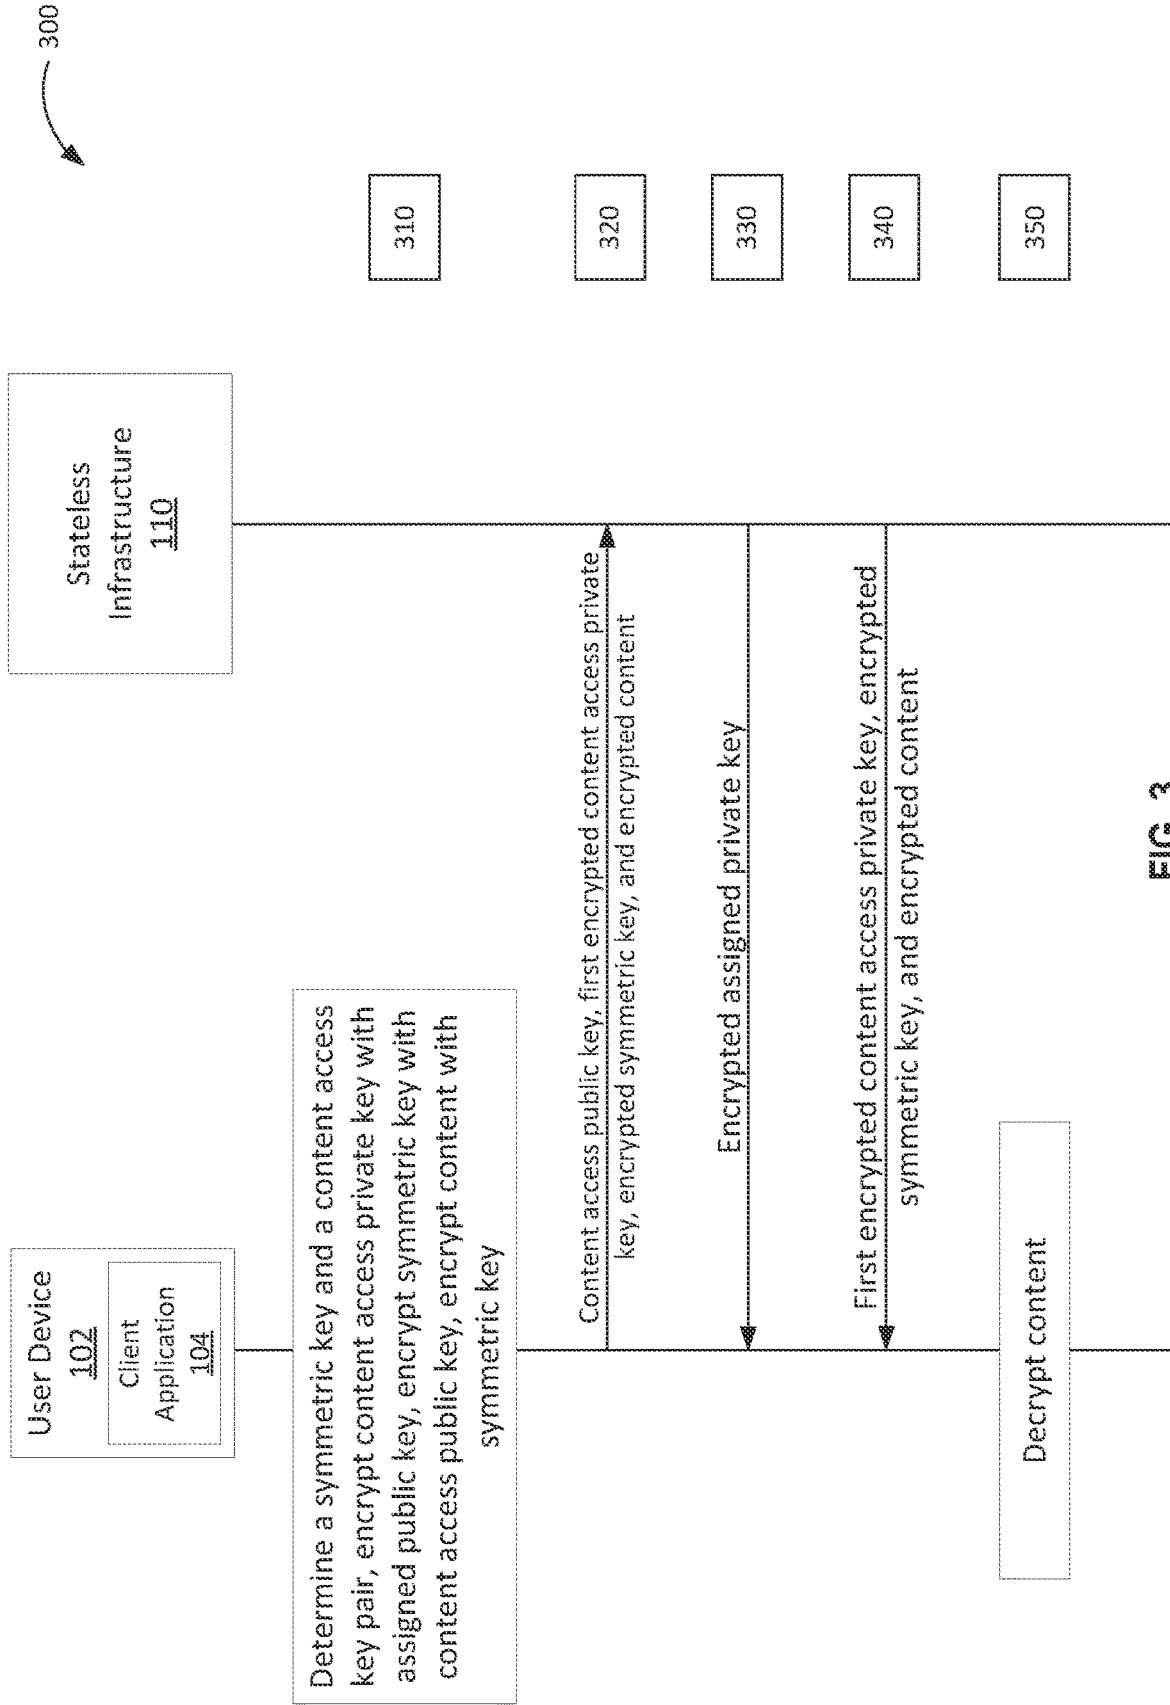 300
User Device
102
Client
Application
104
Stateless
Infrastructure
110
Determine a symmetric key and a content access
key pair, encrypt content access private key with
assigned public key, encrypt symmetric key with
content access public key, encrypt content with
symmetric key
310
Content access public key, first encrypted content access private
key, encrypted symmetric key, and encrypted content
320
Encrypted assigned private key
330
First encrypted content access private key, encrypted
symmetric key, and encrypted content
340
Decrypt content
350
FIG. 3